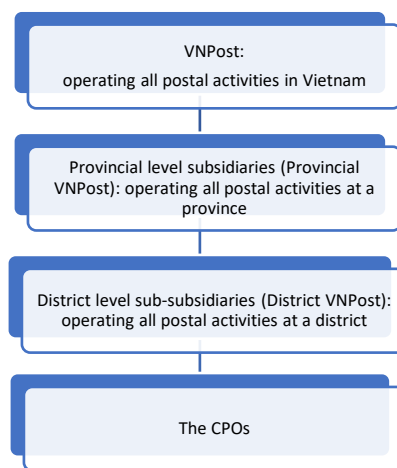 VNPost:
operating all postal activities in Vietnam
Provincial level subsidiaries (Provincial
VNPost): operating all postal activities at a
province
District level sub-subsidiaries (District VNPost):
operating all postal activities at a district
The CPOs